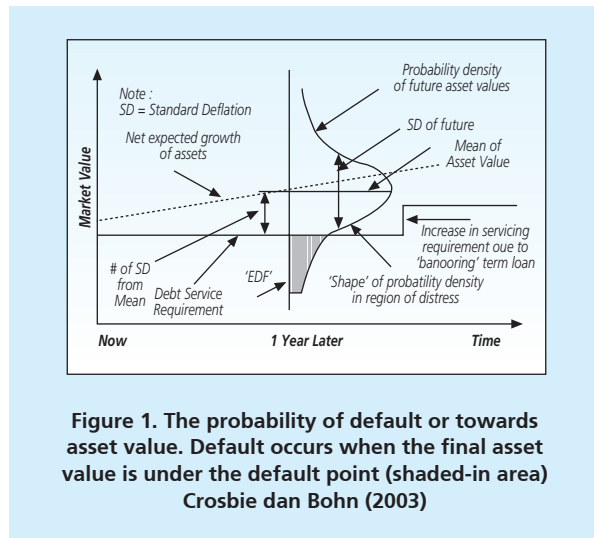 Note :
SD = Standard Deflation
Net expected growth
of assets
Probability density
of future asset values
SD of future
Mean of
Asset Value
Market Value
# of SD
from
Mean
Debt Service
Requirement
'EDF'
'Shape' of probatility density
in region of distress
Increase in servicing
requirement oue to
'banooring' term loan
Now
1 Year Later
Time
Figure 1. The probability of default or towards
asset value. Default occurs when the final asset
value is under the default point (shaded-in area)
Crosbie dan Bohn (2003)